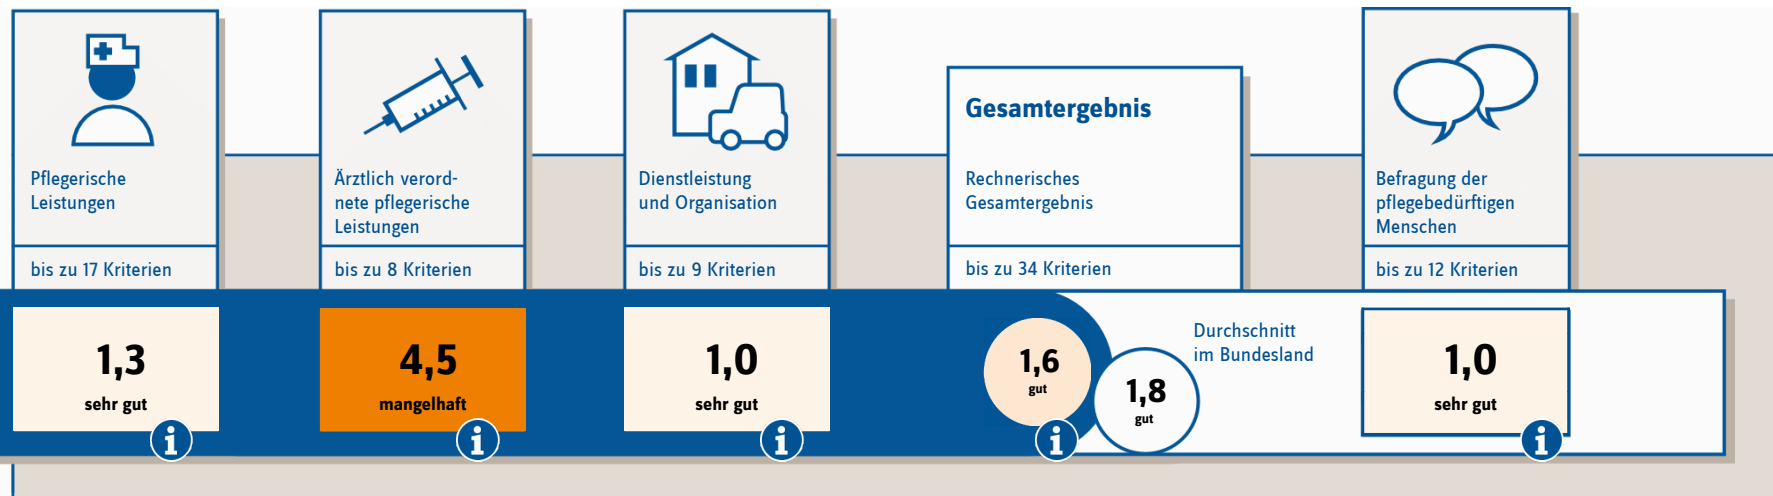 Pflegerische
Leistungen
bis zu 17 Kriterien
1,3
sehr gut
i
Ärztlich verord-
nete pflegerische
Leistungen
bis zu 8 Kriterien
4,5
mangelhaft
i
Dienstleistung
und Organisation
bis zu 9 Kriterien
1,0
sehr gut
i
Gesamtergebnis
Rechnerisches
Gesamtergebnis
bis zu 34 Kriterien
1,6
gut
i
1,8
gut
Durchschnitt
im Bundesland
Befragung der
pflegebedürftigen
Menschen
bis zu 12 Kriterien
1,0
sehr gut
i